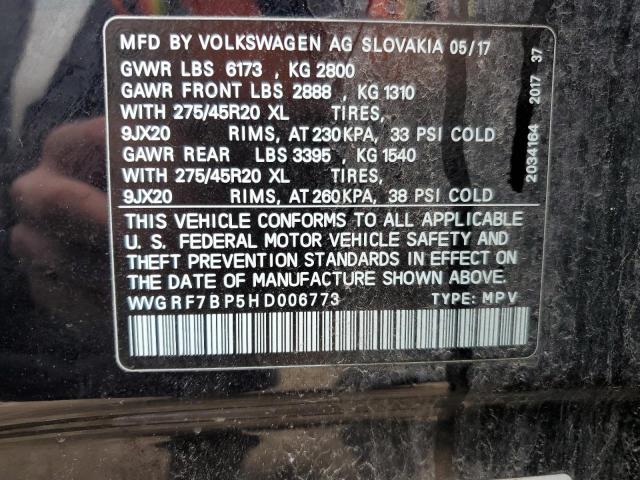 MFD BY VOLKSWAGEN AG SLOVAKIA 05/17
GVWR LBS 6173 , KG 2800
GAWR FRONT LBS 2888 , KG 1310
WITH 275/45R20 XL TIRES,
9JX20 RIMS, AT 230KPA, 33 PSI COLD
GAWR REAR LBS 3395 , KG 1540
WITH 275/45R20 XL TIRES,
9JX20 RIMS, AT 260KPA, 38 PSI COLD
THIS VEHICLE CONFORMS TO ALL APPLICABLE
U. S. FEDERAL MOTOR VEHICLE SAFETY AND
THEFT PREVENTION STANDARDS IN EFFECT ON
THE DATE OF MANUFACTURE SHOWN ABOVE.
WVGRF7BP5HD006773 TYPE: MPV
2034164 2017 37